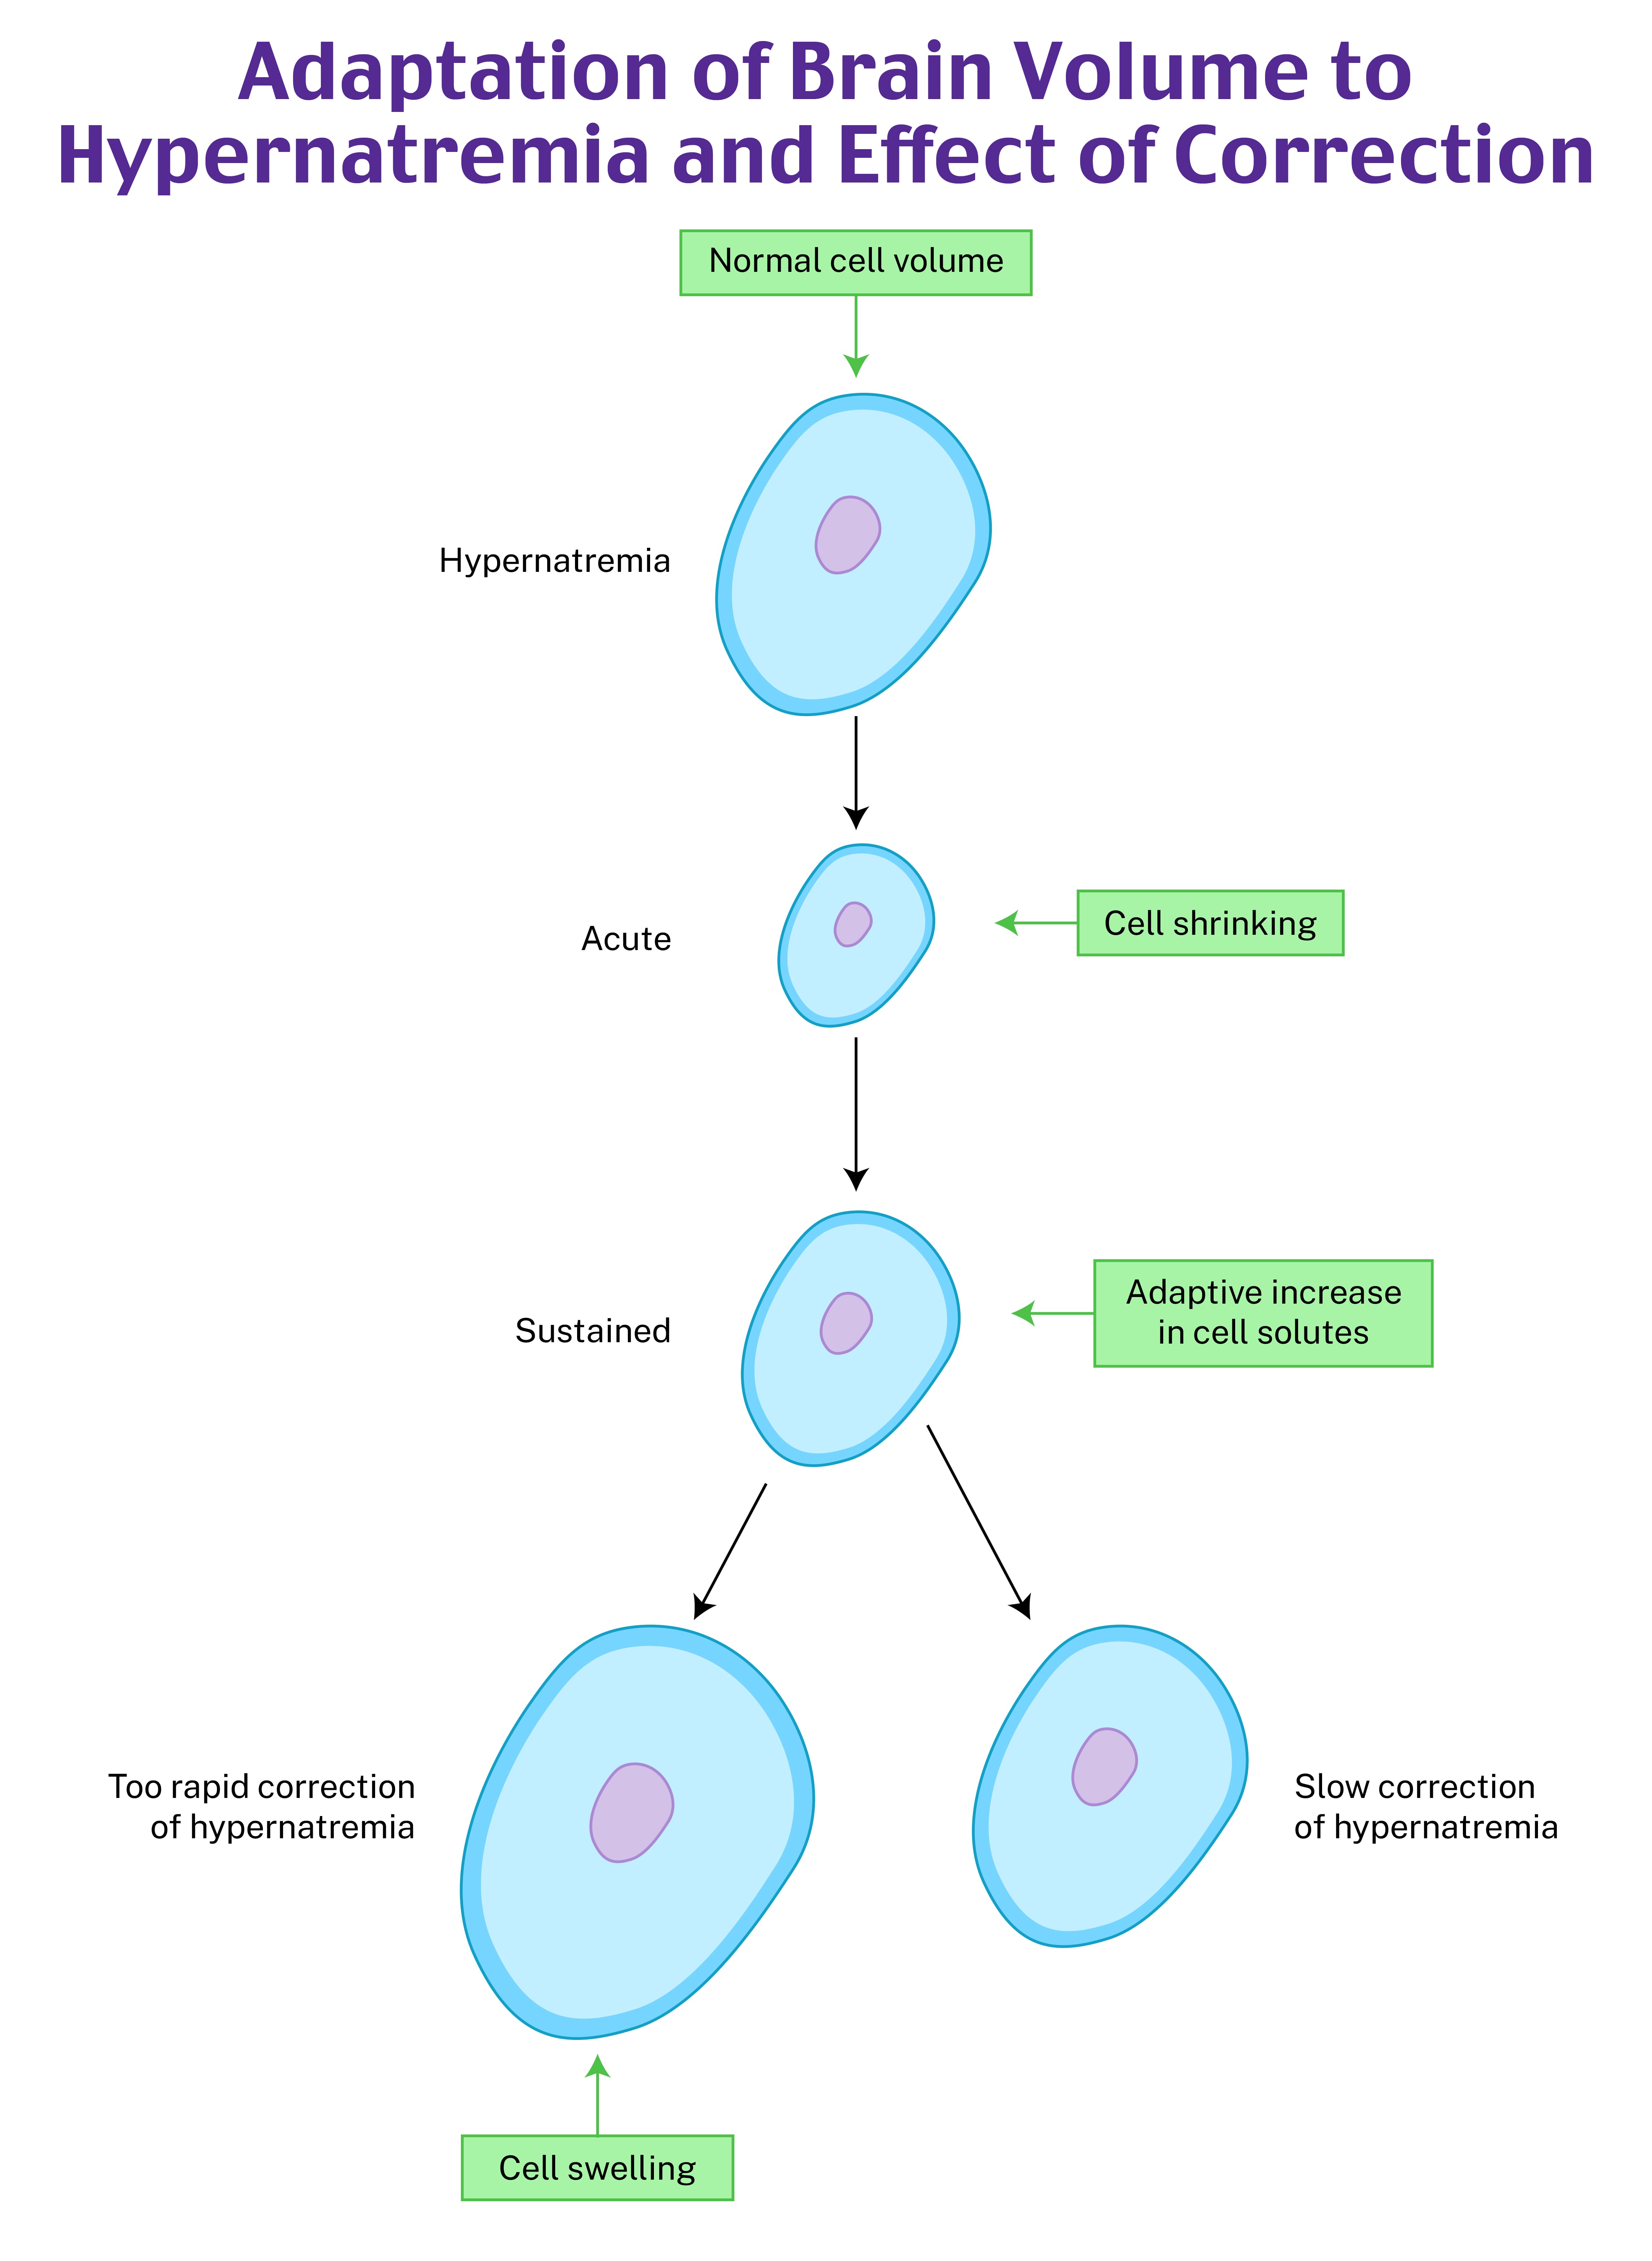 Adaptation of Brain Volume to
Hypernatremia and Effect of Correction
Normal cell volume
Hypernatremia
Acute
Cell shrinking
Sustained
Adaptive increase
in cell solutes
Too rapid correction
of hypernatremia
Slow correction
of hypernatremia
Cell swelling